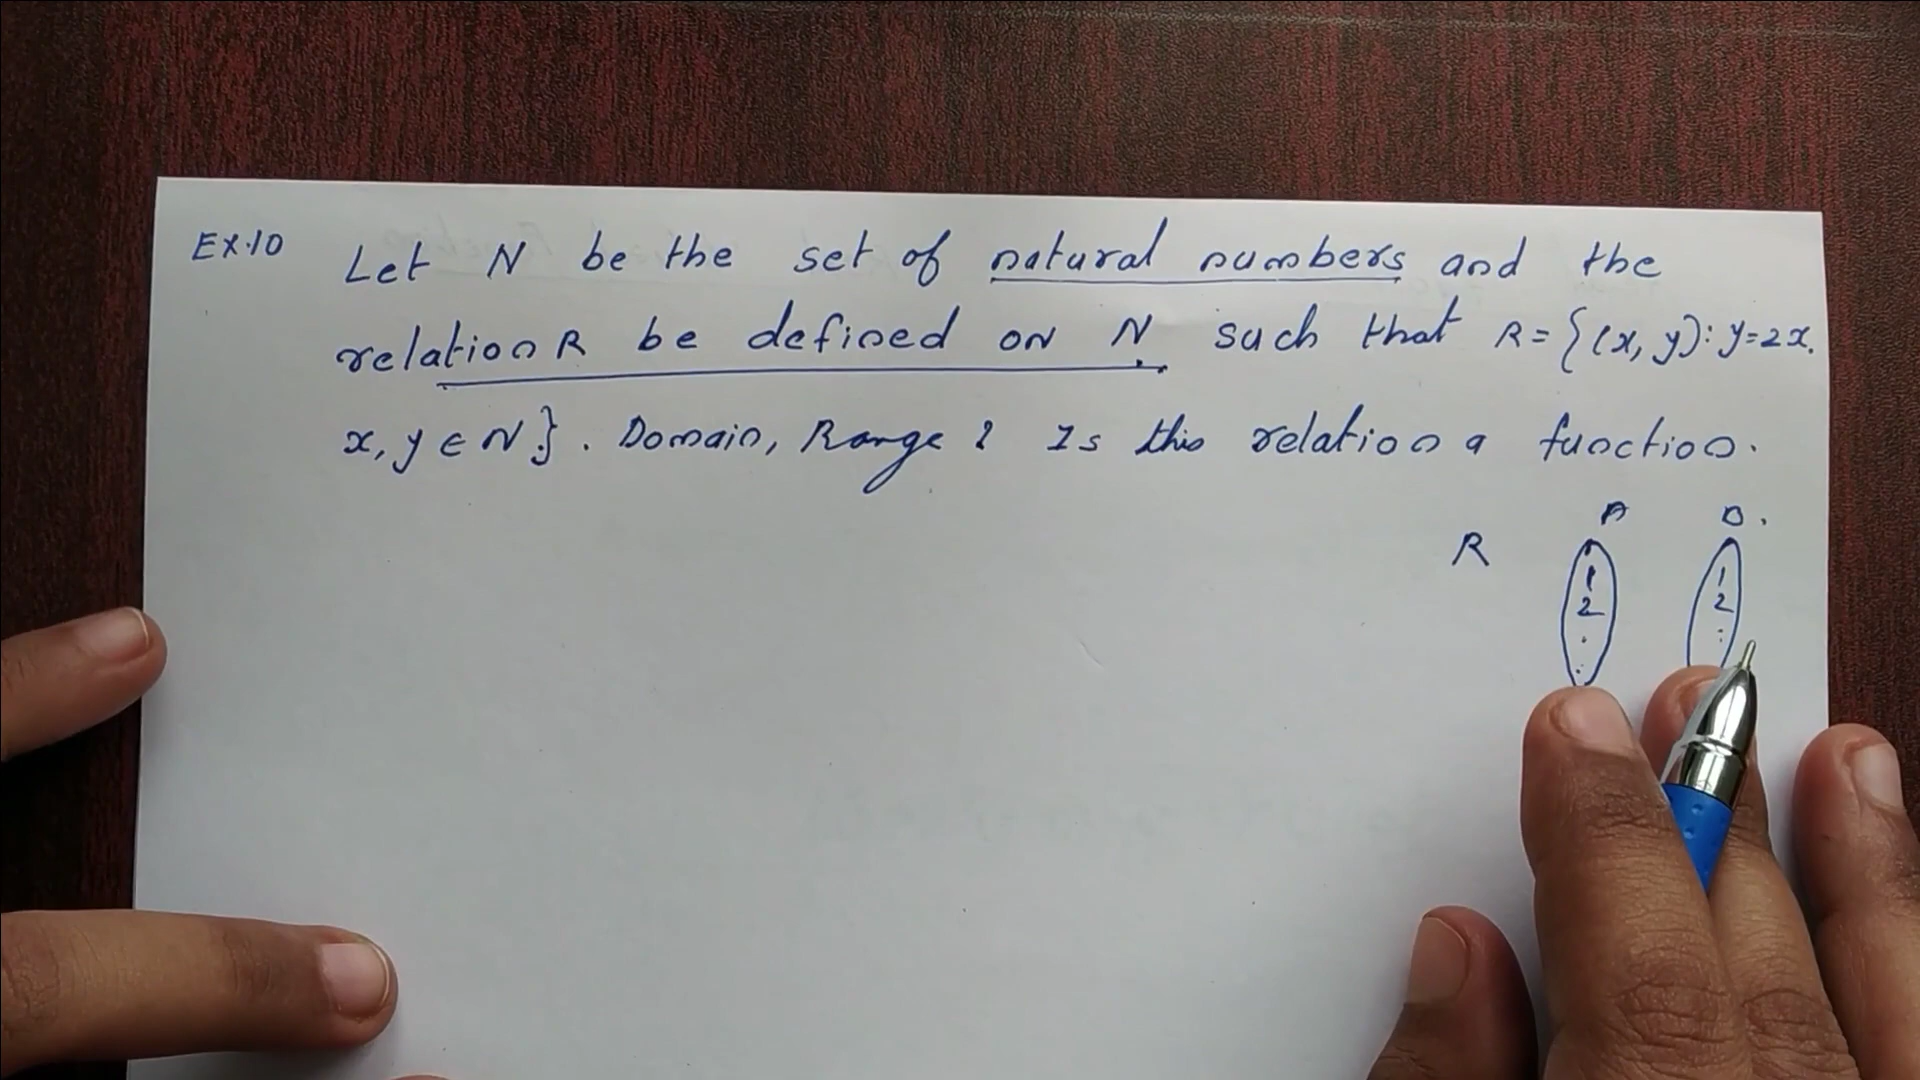 Ex.10 Let N be the set of natural numbers and the
relation R be defined on N such that R = {(x, y): y=2x,
x, y ∈ N}. Domain, Range ? Is this relation a function.
R A B.
1 1
2 2
: :